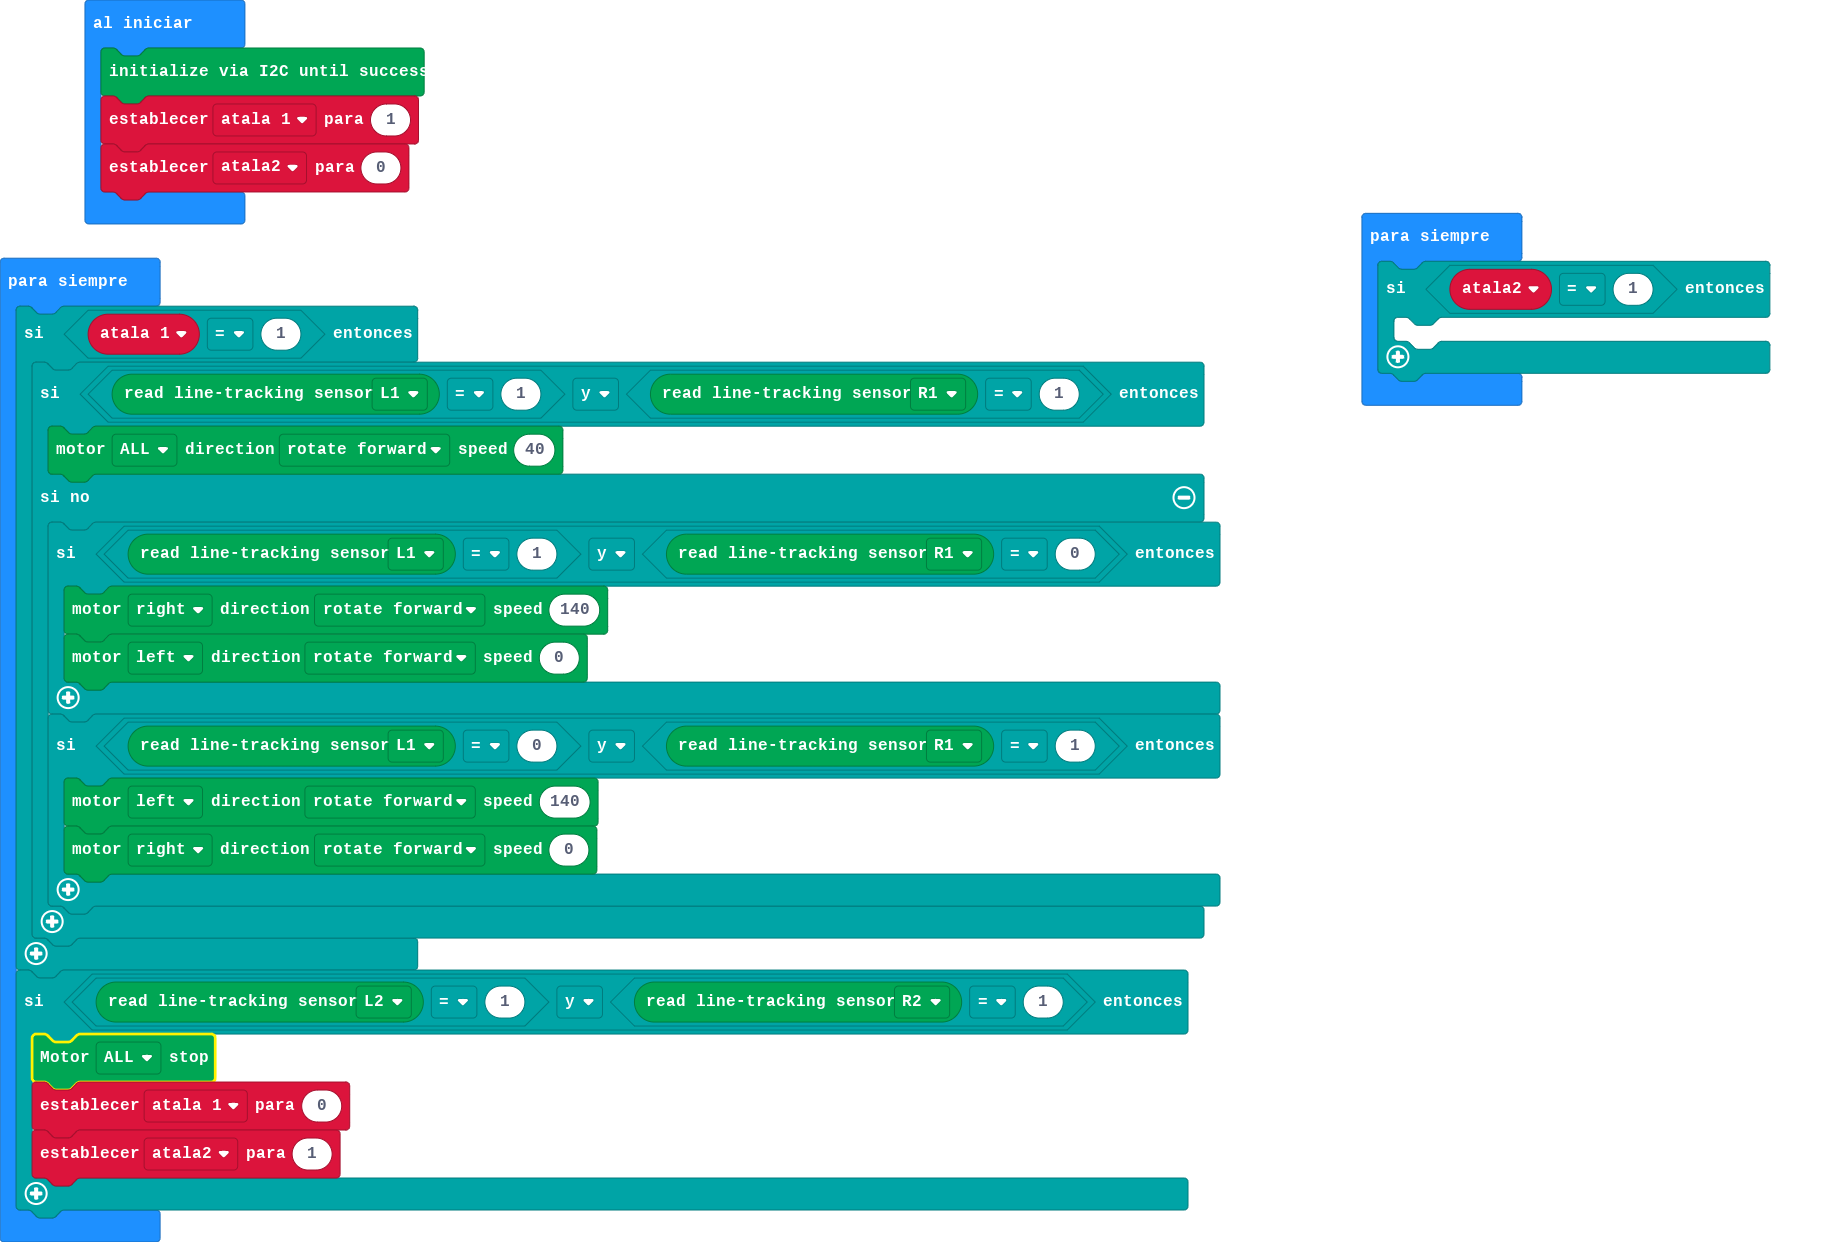 al iniciar
initialize via I2C until success
establecer atala 1 para 1
establecer atala2 para 0
para siempre
si atala 1 = 1 entonces
si read line-tracking sensor L1 = 1 y read line-tracking sensor R1 = 1 entonces
motor ALL direction rotate forward speed 40
si no
si read line-tracking sensor L1 = 1 y read line-tracking sensor R1 = 0 entonces
motor right direction rotate forward speed 140
motor left direction rotate forward speed 0
si read line-tracking sensor L1 = 0 y read line-tracking sensor R1 = 1 entonces
motor left direction rotate forward speed 140
motor right direction rotate forward speed 0
si read line-tracking sensor L2 = 1 y read line-tracking sensor R2 = 1 entonces
Motor ALL stop
establecer atala 1 para 0
establecer atala2 para 1
para siempre
si atala2 = 1 entonces